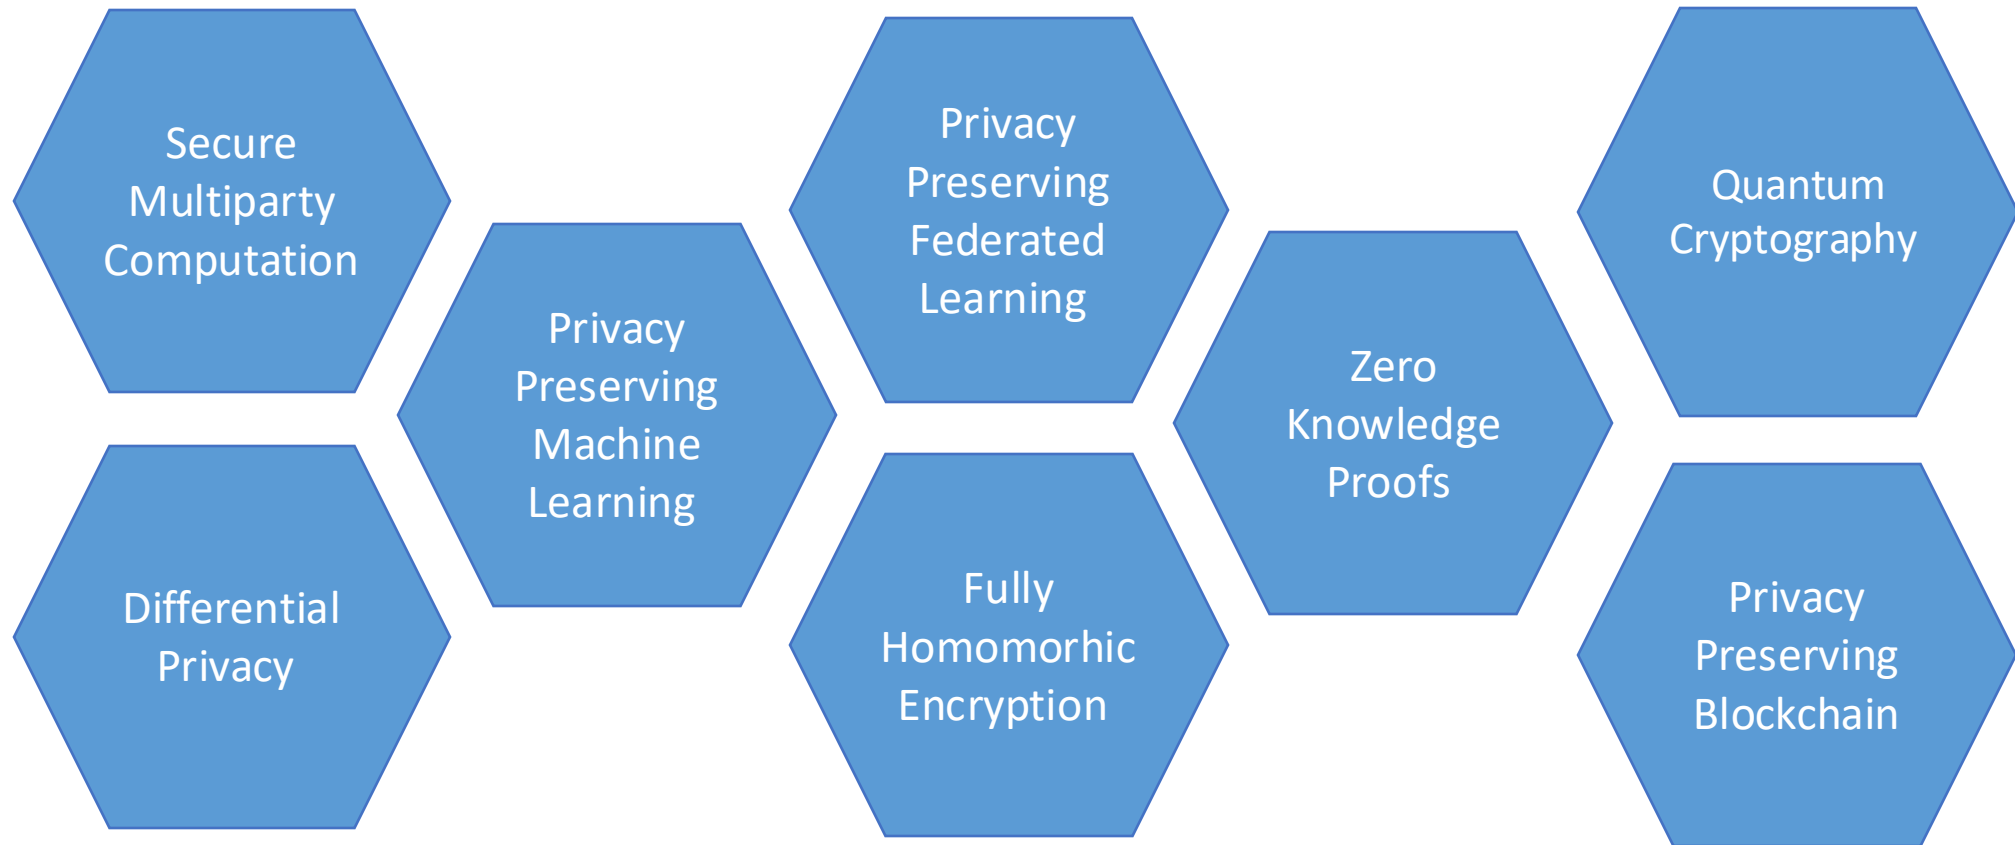 Secure
Multiparty
Computation
Differential
Privacy
Privacy
Preserving
Machine
Learning
Privacy
Preserving
Federated
Learning
Fully
Homomorhic
Encryption
Zero
Knowledge
Proofs
Quantum
Cryptography
Privacy
Preserving
Blockchain